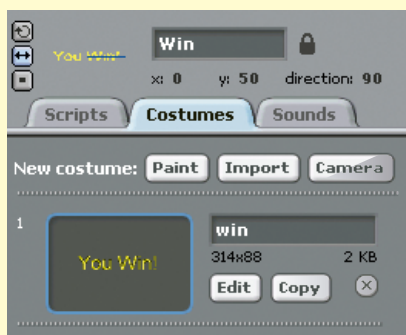 Win
You Win!
x: 0 y: 50 direction: 90
Scripts Costumes Sounds
New costume: Paint Import Camera
1
win
You Win!
314x88 2 KB
Edit Copy